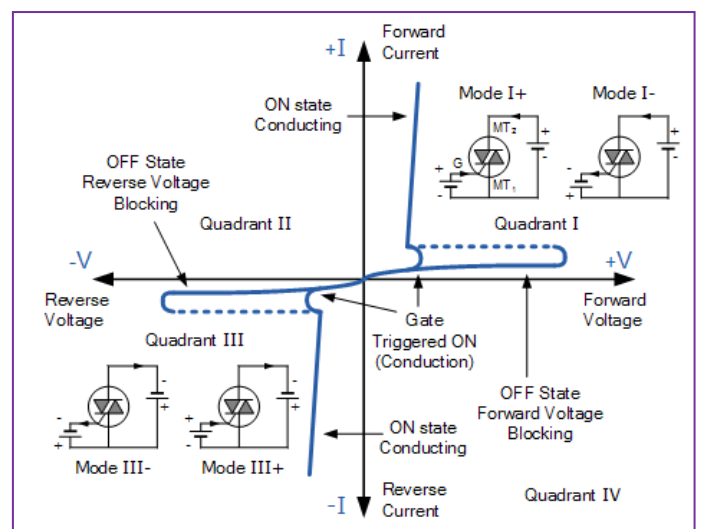 +I
Forward
Current
ON state
Conducting
Mode I+
Mode I-
MT₂
G
MT₁
+
-
+
-
-
+
+
-
OFF State
Reverse Voltage
Blocking
Quadrant II
Quadrant I
-V
+V
Reverse
Voltage
Forward
Voltage
Gate
Triggered ON
(Conduction)
Quadrant III
OFF State
Forward Voltage
Blocking
-
+
-
+
+
-
-
+
Mode III-
Mode III+
ON state
Conducting
-I
Reverse
Current
Quadrant IV